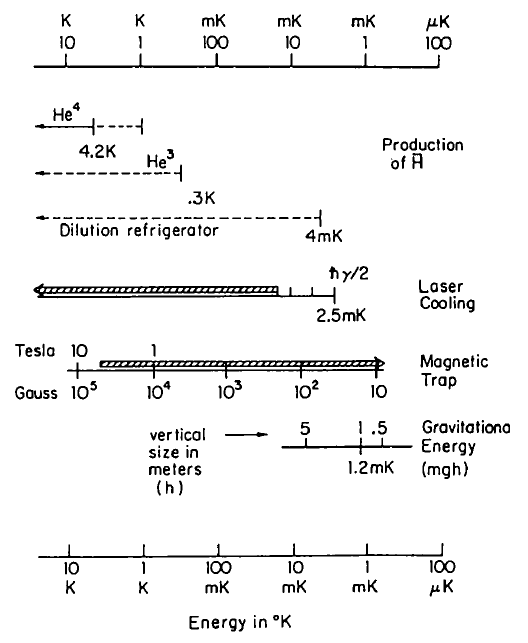 K K mK mK mK μK
10 1 100 10 1 100
He⁴
4.2K
Production
of H̄
He³
.3K
Dilution refrigerator
4mK
ħγ/2
Laser
Cooling
2.5mK
Tesla 10 1
Magnetic
Trap
Gauss 10⁵ 10⁴ 10³ 10² 10
vertical
size in
meters
(h)
5 1 .5
Gravitationa
Energy
1.2mK
(mgh)
10 1 100 10 1 100
K K mK mK mK μK
Energy in °K